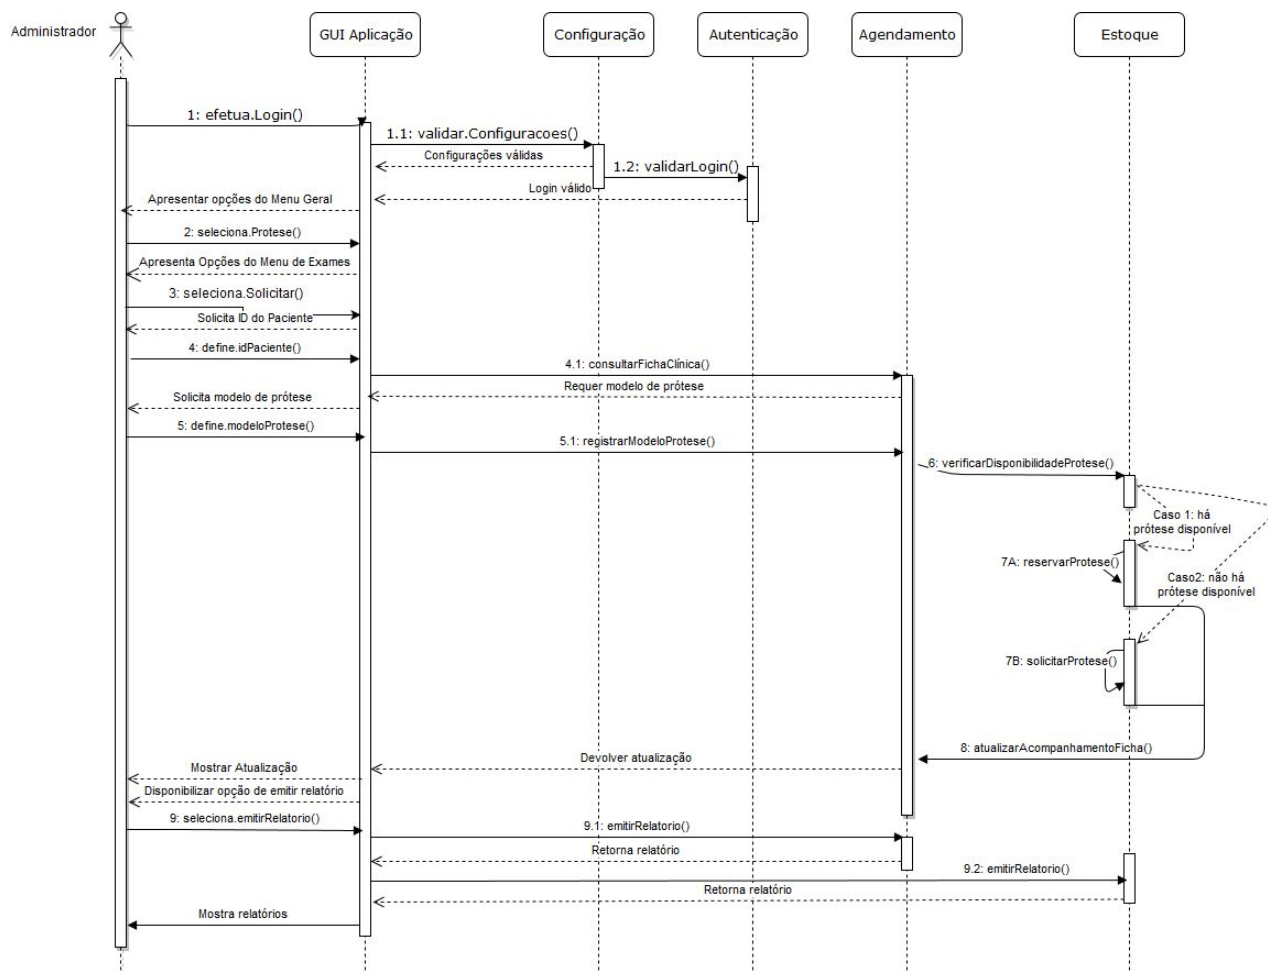 Administrador
GUI Aplicação
Configuração
Autenticação
Agendamento
Estoque
1: efetua.Login()
1.1: validar.Configuracoes()
Configurações válidas
1.2: validarLogin()
Login válido
Apresentar opções do Menu Geral
2: seleciona.Protese()
Apresenta Opções do Menu de Exames
3: seleciona.Solicitar()
Solicita ID do Paciente
4: define.idPaciente()
4.1: consultarFichaClínica()
Requer modelo de prótese
Solicita modelo de prótese
5: define.modeloProtese()
5.1: registrarModeloProtese()
6: verificarDisponibilidadeProtese()
Caso 1: há
prótese disponível
7A: reservarProtese()
Caso2: não há
prótese disponível
7B: solicitarProtese()
8: atualizarAcompanhamentoFicha()
Devolver atualização
Mostrar Atualização
Disponibilizar opção de emitir relatório
9: seleciona.emitirRelatorio()
9.1: emitirRelatorio()
Retorna relatório
9.2: emitirRelatorio()
Retorna relatório
Mostra relatórios